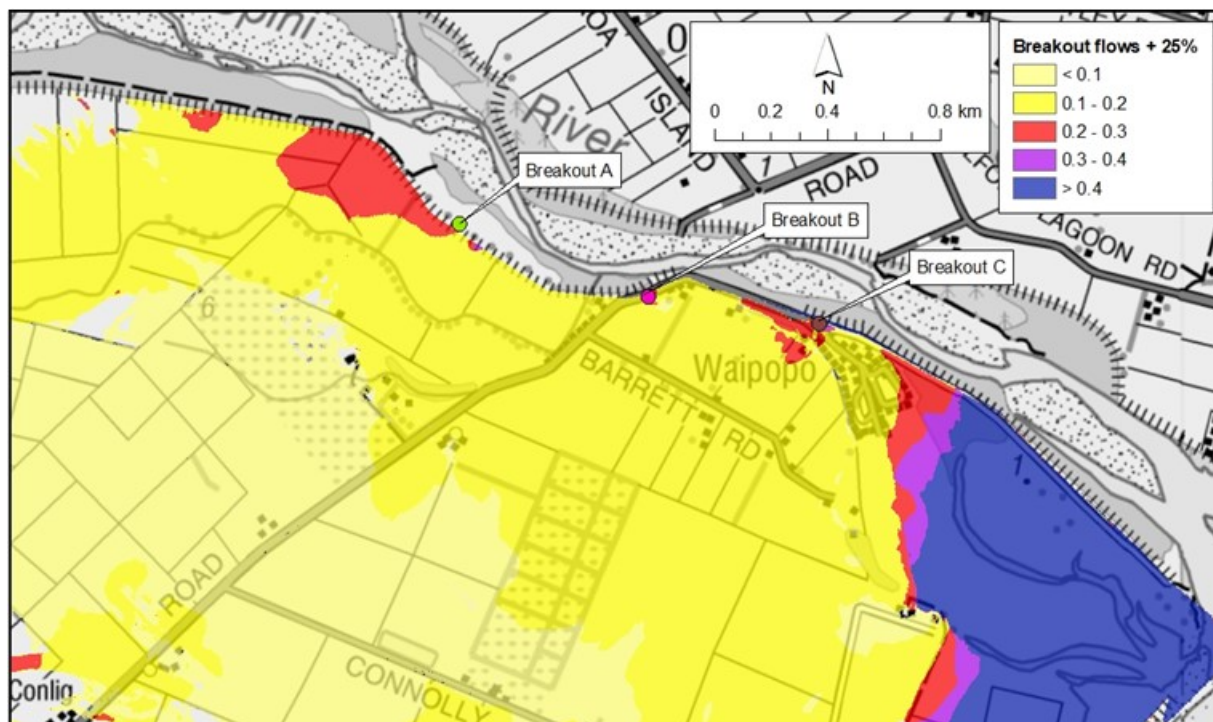 River
ISLAND
ROAD
0
1
N
0 0.2 0.4 0.8 km
Breakout flows + 25%
< 0.1
0.1 - 0.2
0.2 - 0.3
0.3 - 0.4
> 0.4
LAGOON RD
Breakout A
Breakout B
Breakout C
6
Waipopo
BARRETT
RD
1
ROAD
CONNOLLY
Conlig